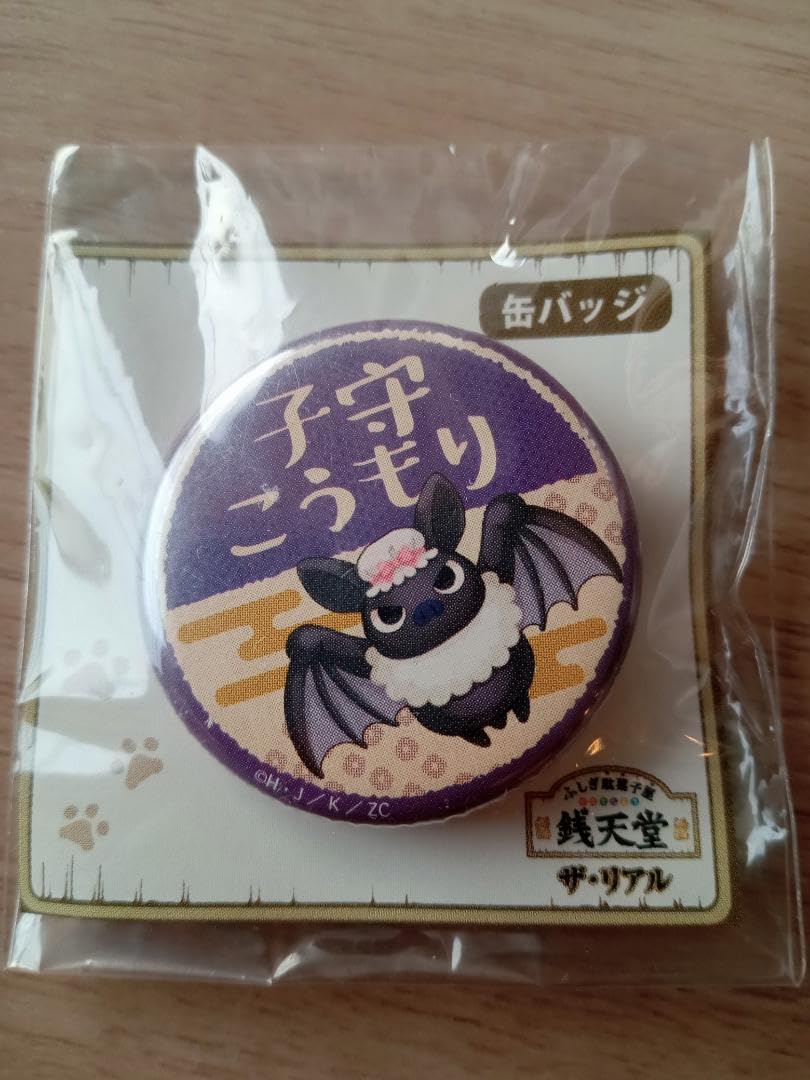 缶バッジ
子守
こうもり
©H・J／K／ZC
ふしぎ駄菓子屋
銭天堂
ザ・リアル